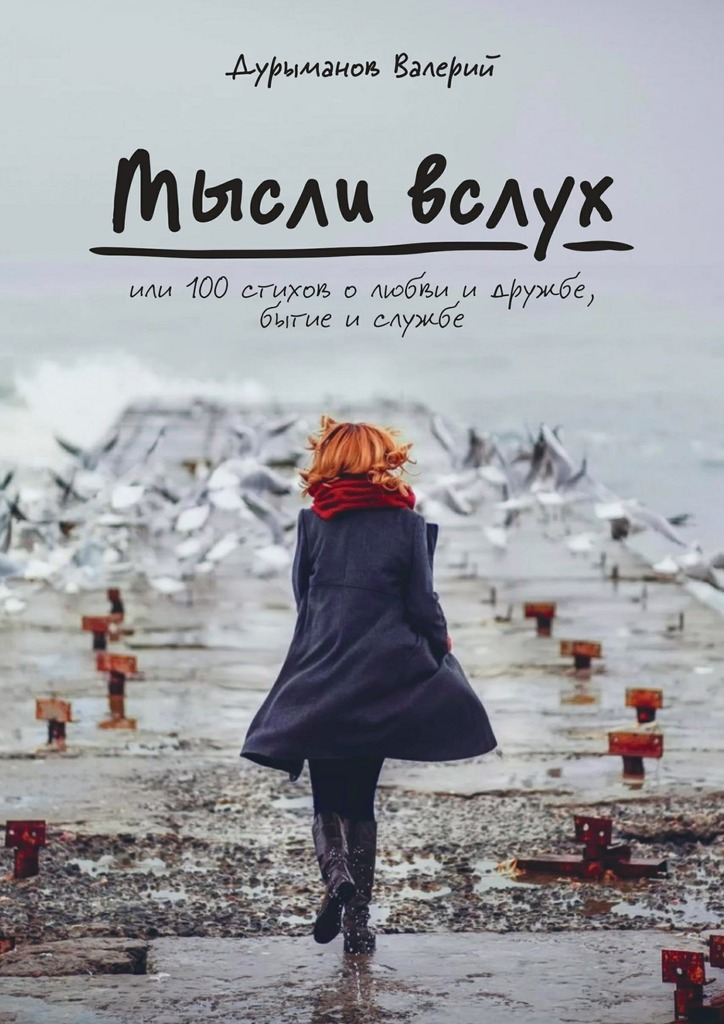 Дурыманов Валерий
Мысли вслух
или 100 стихов о любви и дружбе,
бытие и службе